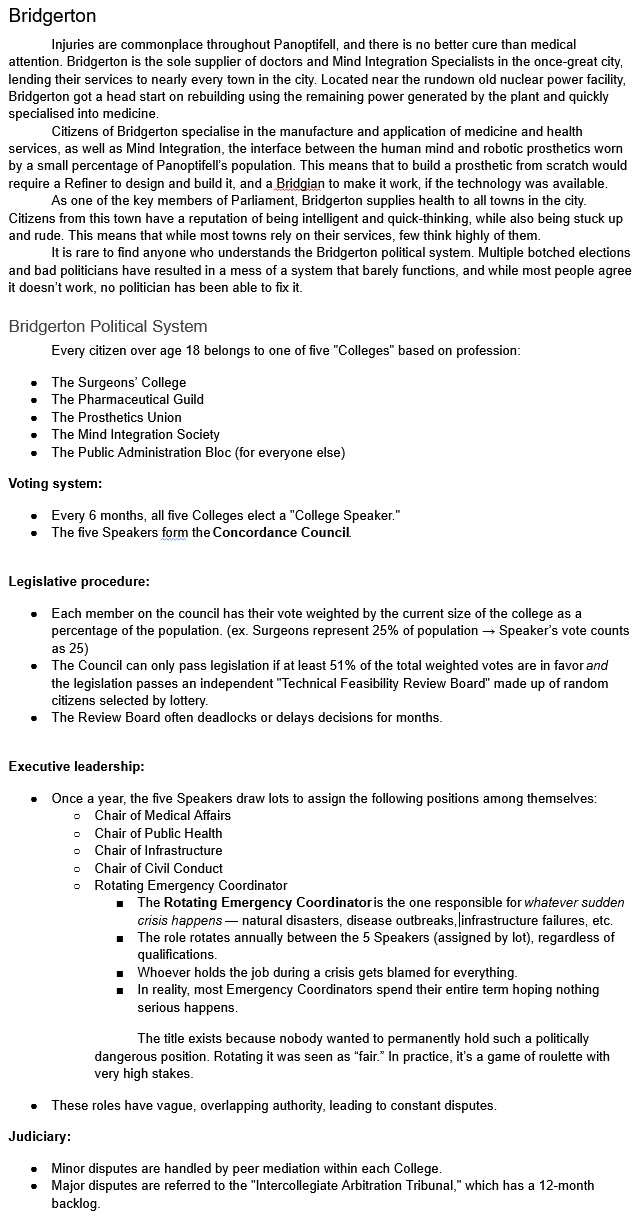 Bridgerton
Injuries are commonplace throughout Panoptifell, and there is no better cure than medical
attention. Bridgerton is the sole supplier of doctors and Mind Integration Specialists in the once-great city,
lending their services to nearly every town in the city. Located near the rundown old nuclear power facility,
Bridgerton got a head start on rebuilding using the remaining power generated by the plant and quickly
specialised into medicine.
Citizens of Bridgerton specialise in the manufacture and application of medicine and health
services, as well as Mind Integration, the interface between the human mind and robotic prosthetics worn
by a small percentage of Panoptifell's population. This means that to build a prosthetic from scratch would
require a Refiner to design and build it, and a Bridgian to make it work, if the technology was available.
As one of the key members of Parliament, Bridgerton supplies health to all towns in the city.
Citizens from this town have a reputation of being intelligent and quick-thinking, while also being stuck up
and rude. This means that while most towns rely on their services, few think highly of them.
It is rare to find anyone who understands the Bridgerton political system. Multiple botched elections
and bad politicians have resulted in a mess of a system that barely functions, and while most people agree
it doesn't work, no politician has been able to fix it.
Bridgerton Political System
Every citizen over age 18 belongs to one of five "Colleges" based on profession:
● The Surgeons' College
● The Pharmaceutical Guild
● The Prosthetics Union
● The Mind Integration Society
● The Public Administration Bloc (for everyone else)
Voting system:
● Every 6 months, all five Colleges elect a "College Speaker."
● The five Speakers form the Concordance Council.
Legislative procedure:
● Each member on the council has their vote weighted by the current size of the college as a
percentage of the population. (ex. Surgeons represent 25% of population → Speaker's vote counts
as 25)
● The Council can only pass legislation if at least 51% of the total weighted votes are in favor and
the legislation passes an independent "Technical Feasibility Review Board" made up of random
citizens selected by lottery.
● The Review Board often deadlocks or delays decisions for months.
Executive leadership:
● Once a year, the five Speakers draw lots to assign the following positions among themselves:
○ Chair of Medical Affairs
○ Chair of Public Health
○ Chair of Infrastructure
○ Chair of Civil Conduct
○ Rotating Emergency Coordinator
■ The Rotating Emergency Coordinator is the one responsible for whatever sudden
crisis happens — natural disasters, disease outbreaks, infrastructure failures, etc.
■ The role rotates annually between the 5 Speakers (assigned by lot), regardless of
qualifications.
■ Whoever holds the job during a crisis gets blamed for everything.
■ In reality, most Emergency Coordinators spend their entire term hoping nothing
serious happens.
The title exists because nobody wanted to permanently hold such a politically
dangerous position. Rotating it was seen as “fair.” In practice, it's a game of roulette with
very high stakes.
● These roles have vague, overlapping authority, leading to constant disputes.
Judiciary:
● Minor disputes are handled by peer mediation within each College.
● Major disputes are referred to the "Intercollegiate Arbitration Tribunal," which has a 12-month
backlog.